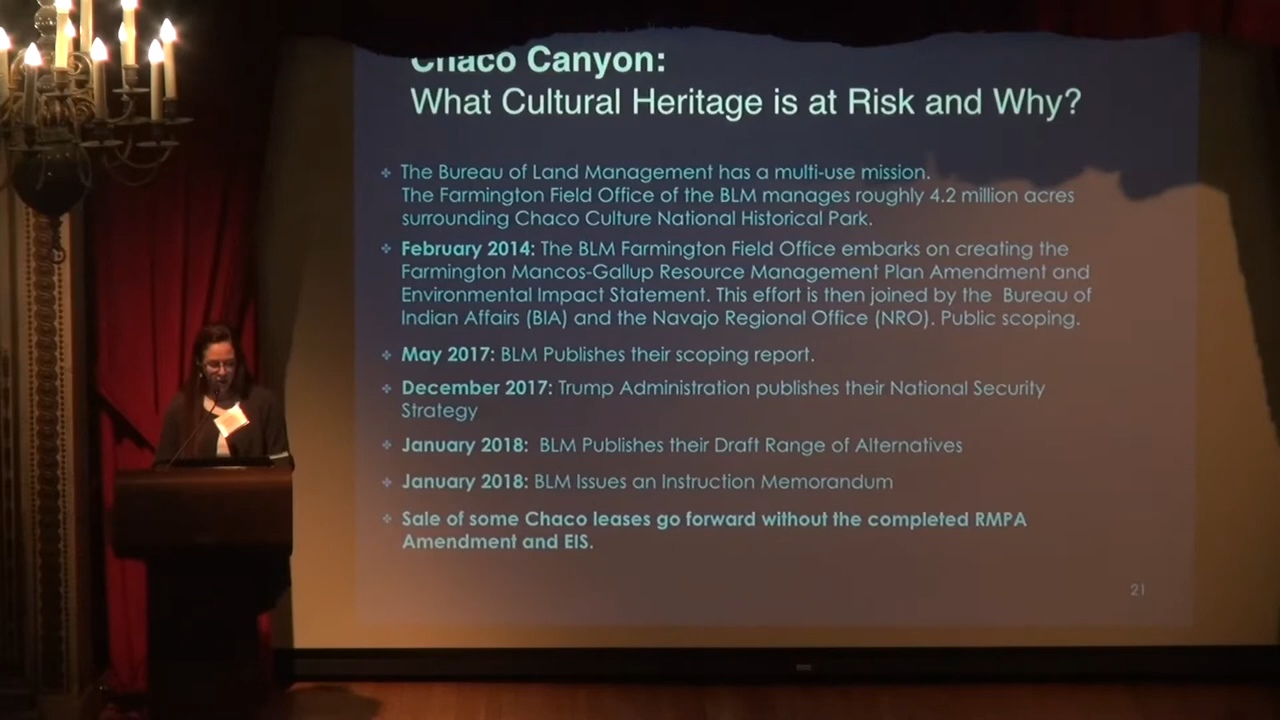 Chaco Canyon:
What Cultural Heritage is at Risk and Why?
The Bureau of Land Management has a multi-use mission.
The Farmington Field Office of the BLM manages roughly 4.2 million acres
surrounding Chaco Culture National Historical Park.
February 2014: The BLM Farmington Field Office embarks on creating the
Farmington Mancos-Gallup Resource Management Plan Amendment and
Environmental Impact Statement. This effort is then joined by the Bureau of
Indian Affairs (BIA) and the Navajo Regional Office (NRO). Public scoping.
May 2017: BLM Publishes their scoping report.
December 2017: Trump Administration publishes their National Security
Strategy
January 2018: BLM Publishes their Draft Range of Alternatives
January 2018: BLM Issues an Instruction Memorandum
Sale of some Chaco leases go forward without the completed RMPA
Amendment and EIS.
21